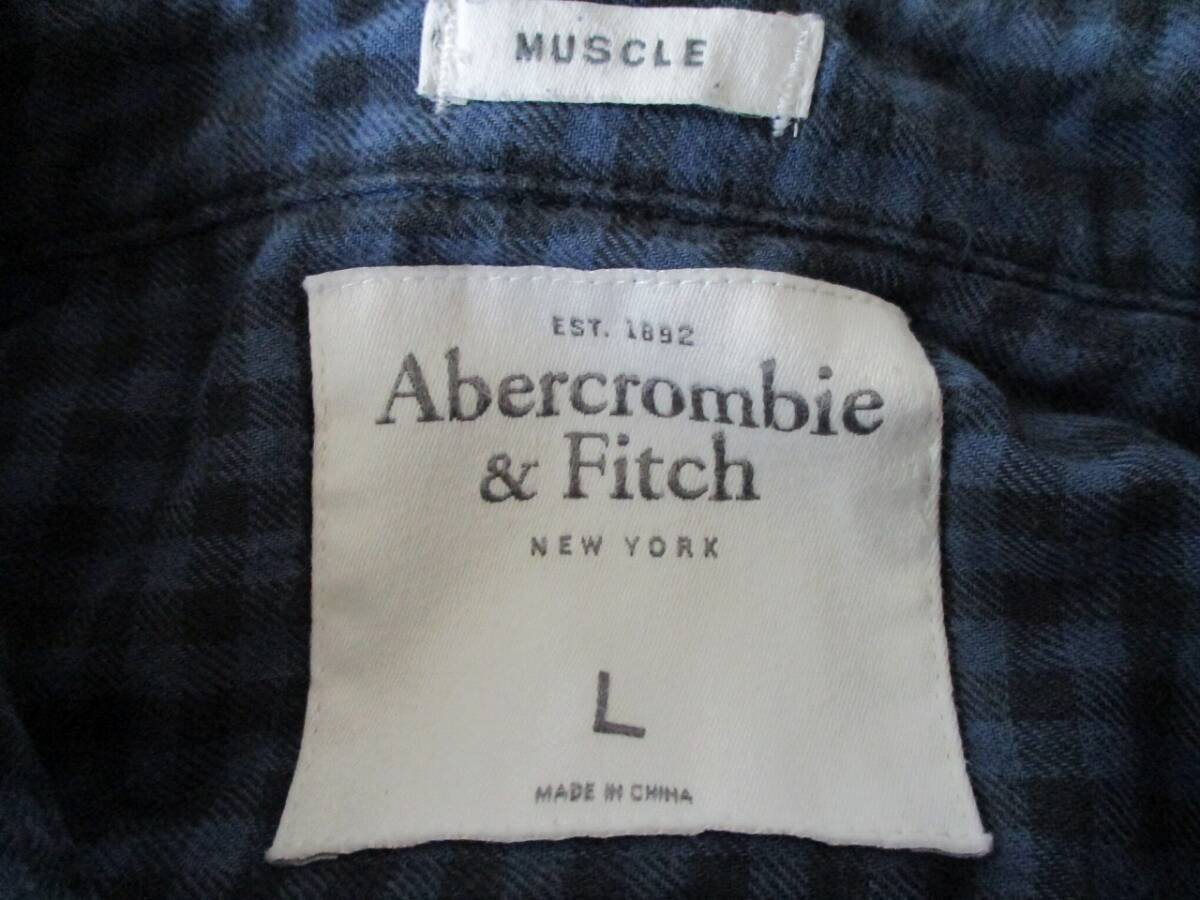 MUSCLE
EST. 1892
Abercrombie
& Fitch
NEW YORK
L
MADE IN CHINA